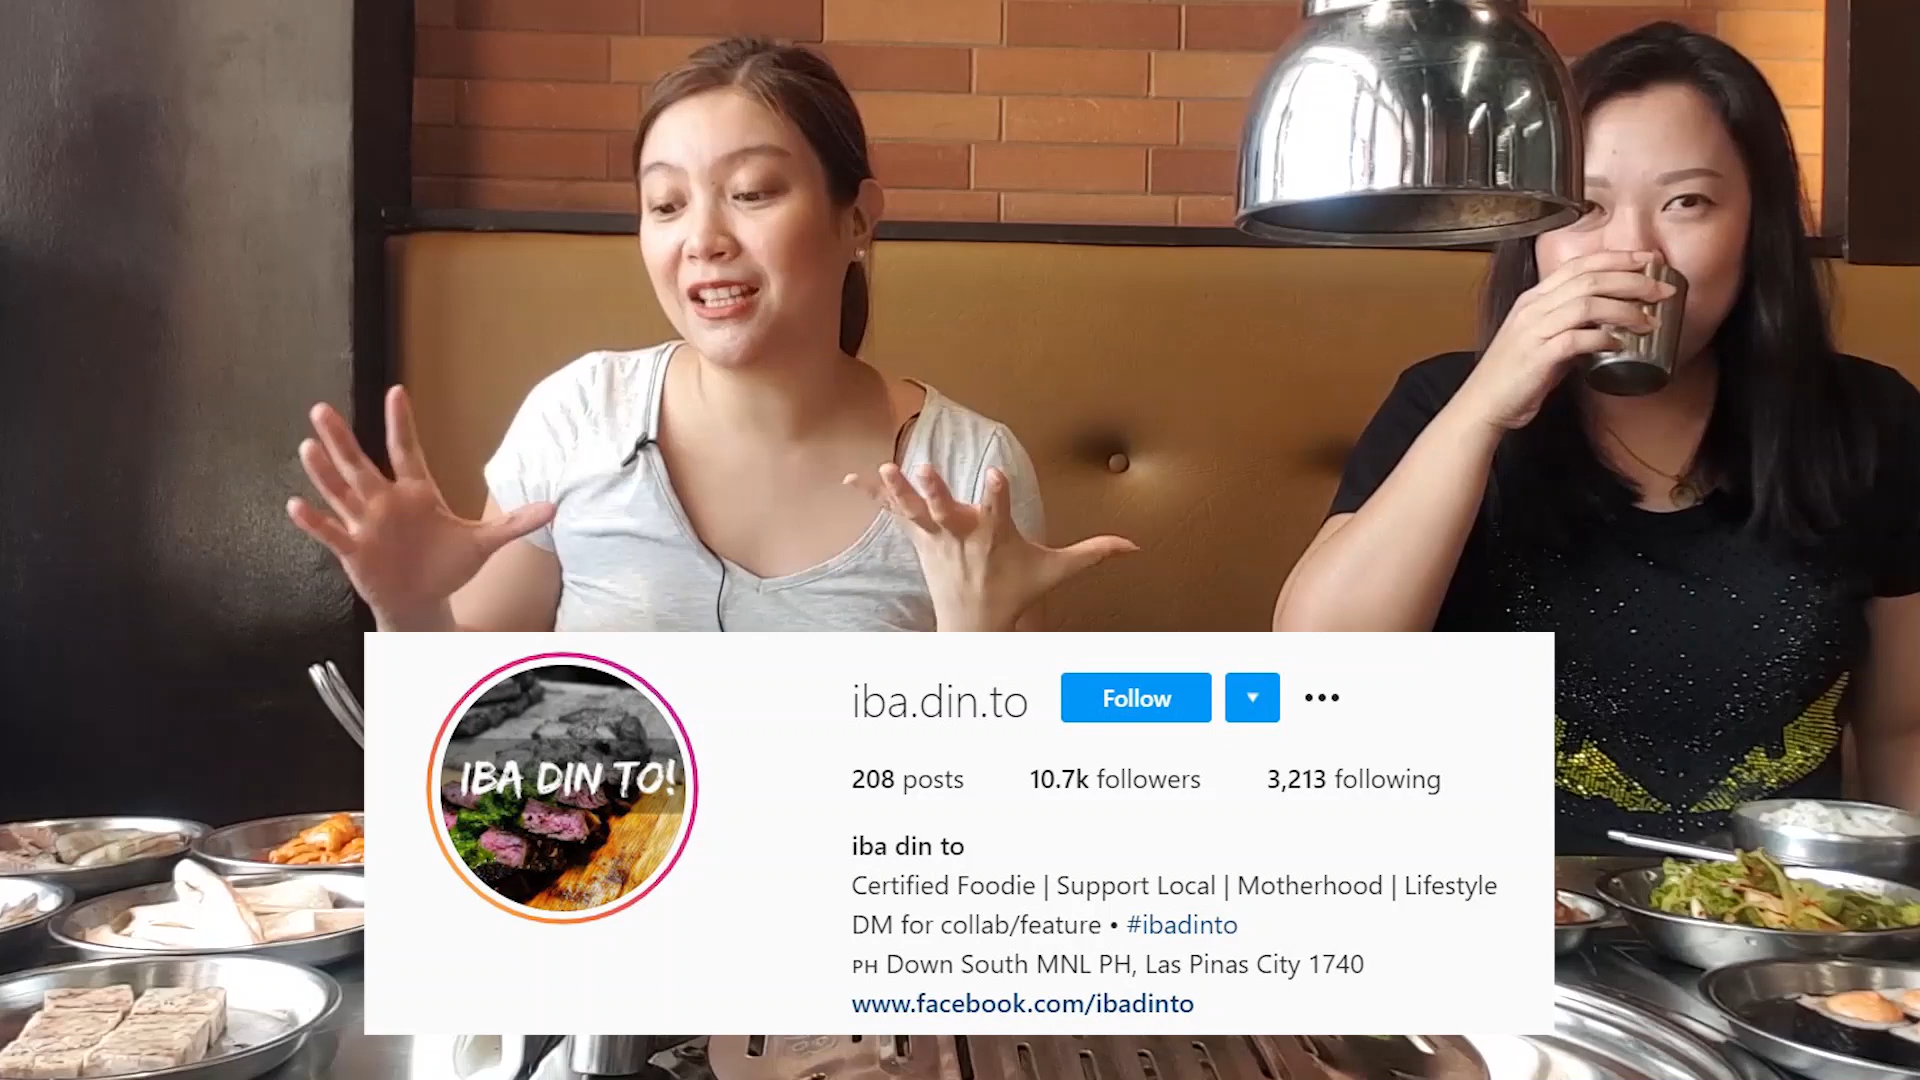 IBA DIN TO!
iba.din.to Follow
208 posts 10.7k followers 3,213 following
iba din to
Certified Foodie | Support Local | Motherhood | Lifestyle
DM for collab/feature • #ibadinto
PH Down South MNL PH, Las Pinas City 1740
www.facebook.com/ibadinto